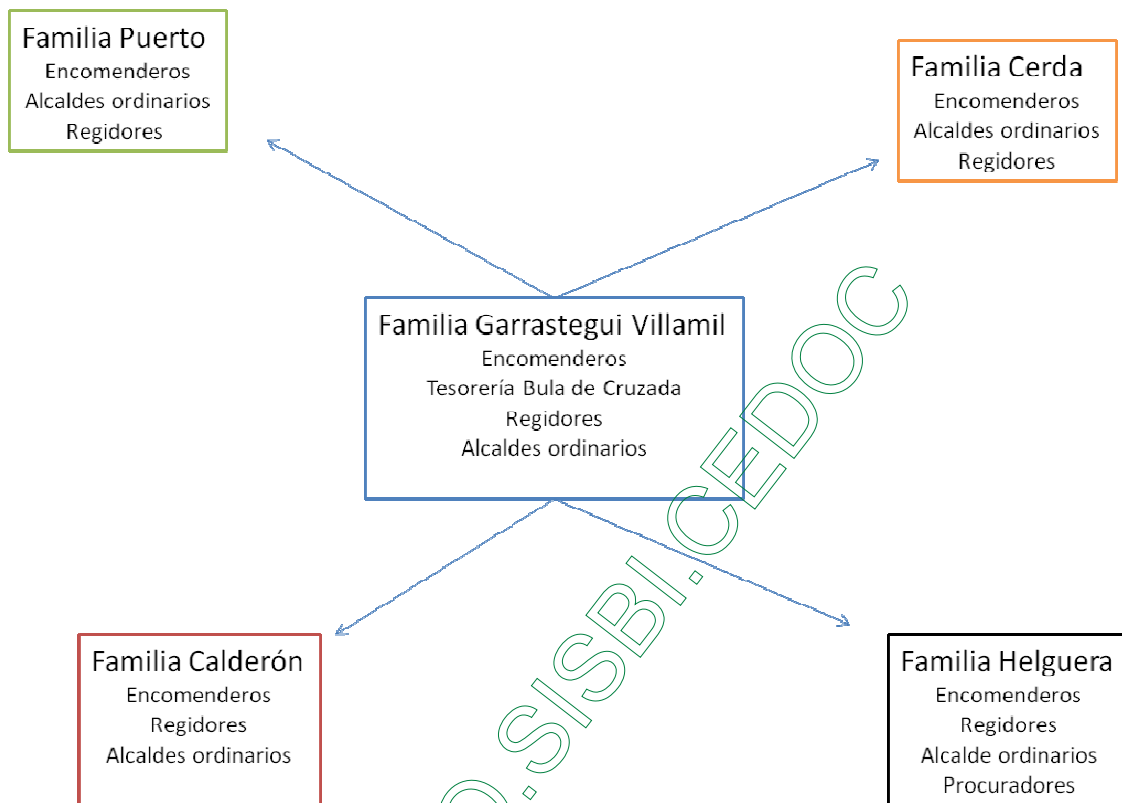 Familia Puerto
Encomenderos
Alcaldes ordinarios
Regidores
Familia Cerda
Encomenderos
Alcaldes ordinarios
Regidores
Familia Garrastegui Villamil
Encomenderos
Tesorería Bula de Cruzada
Regidores
Alcaldes ordinarios
Familia Calderón
Encomenderos
Regidores
Alcaldes ordinarios
Familia Helguera
Encomenderos
Regidores
Alcalde ordinarios
Procuradores
O.SISBI.CEDOC